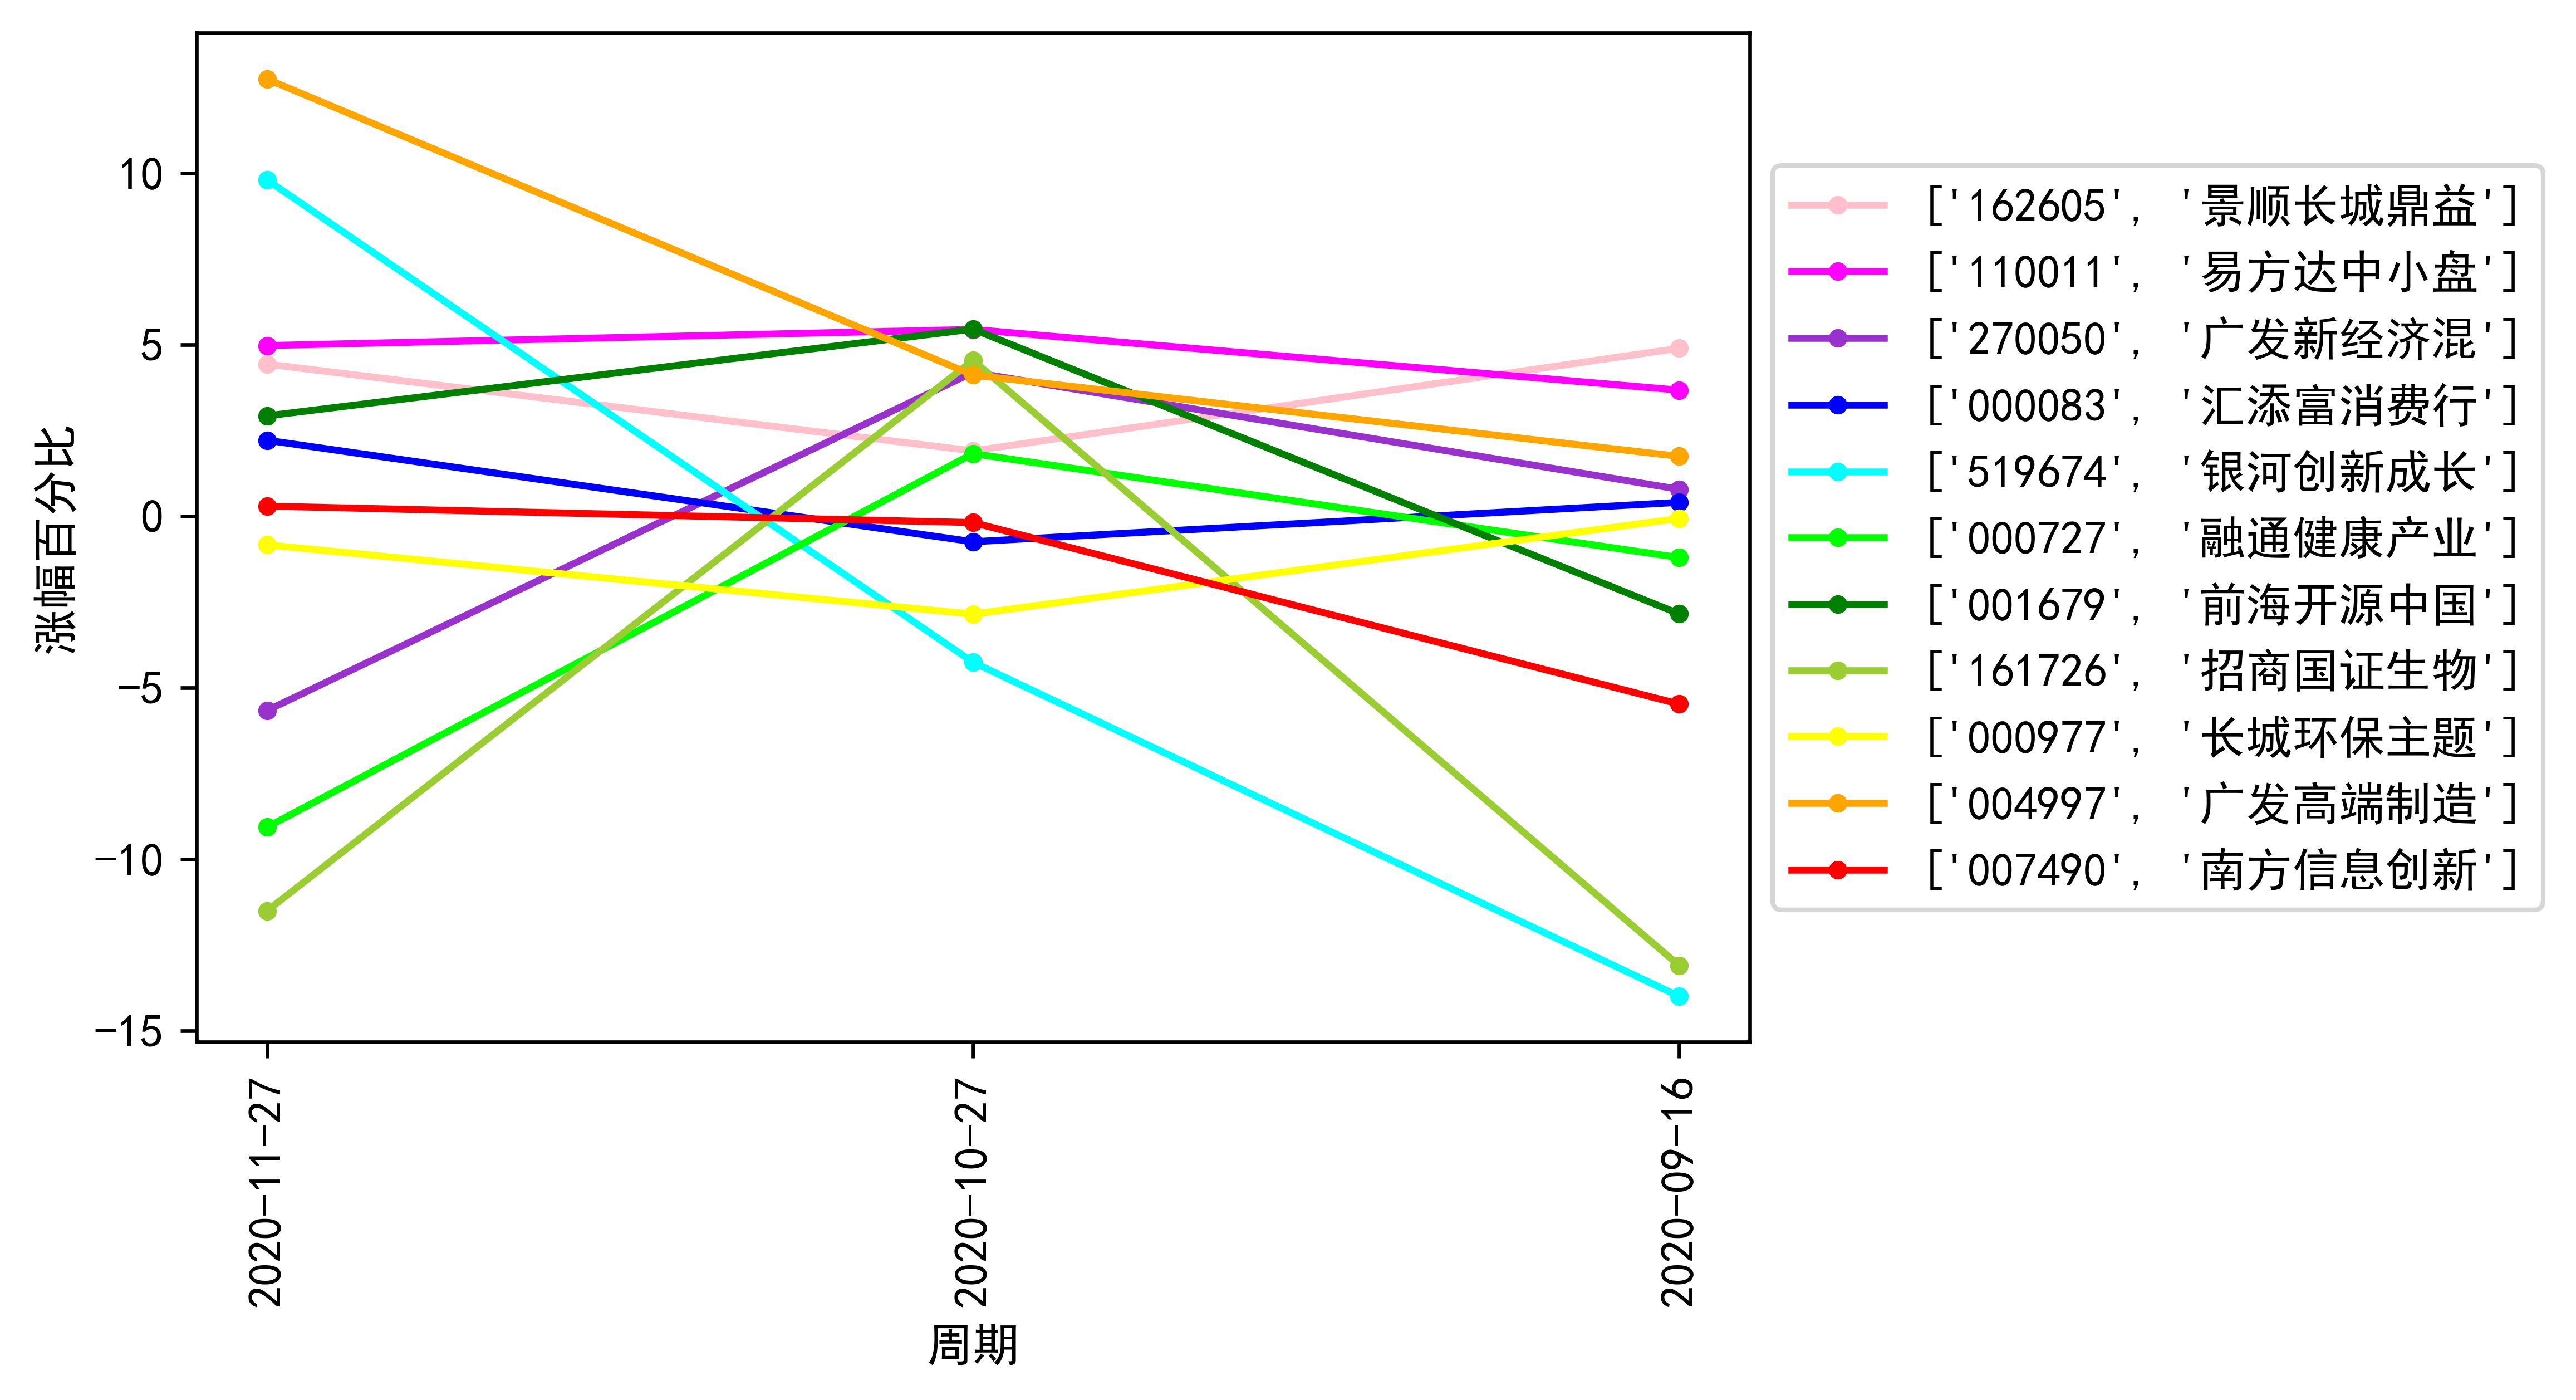 10
5
0
−5
−10
−15
涨幅百分比
2020-11-27
2020-10-27
2020-09-16
周期
['162605', '景顺长城鼎益']
['110011', '易方达中小盘']
['270050', '广发新经济混']
['000083', '汇添富消费行']
['519674', '银河创新成长']
['000727', '融通健康产业']
['001679', '前海开源中国']
['161726', '招商国证生物']
['000977', '长城环保主题']
['004997', '广发高端制造']
['007490', '南方信息创新']